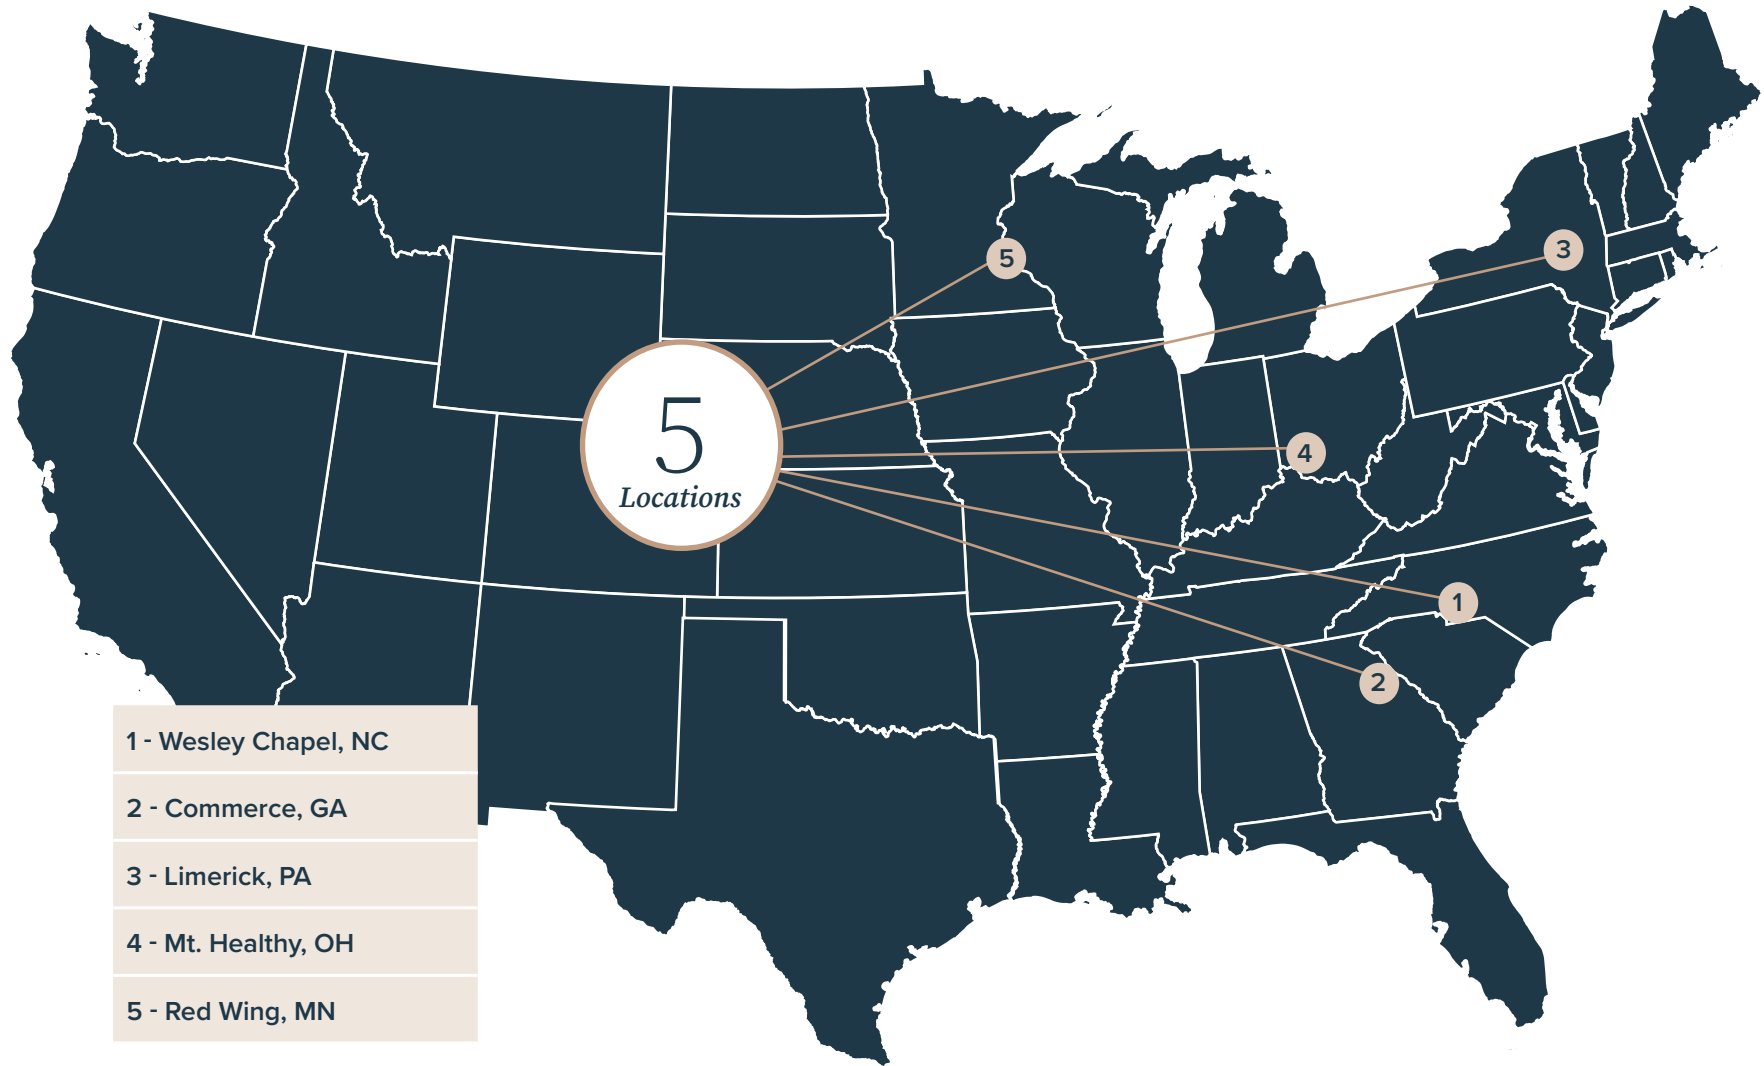 5
3
5
Locations
4
1
2
1 - Wesley Chapel, NC
2 - Commerce, GA
3 - Limerick, PA
4 - Mt. Healthy, OH
5 - Red Wing, MN